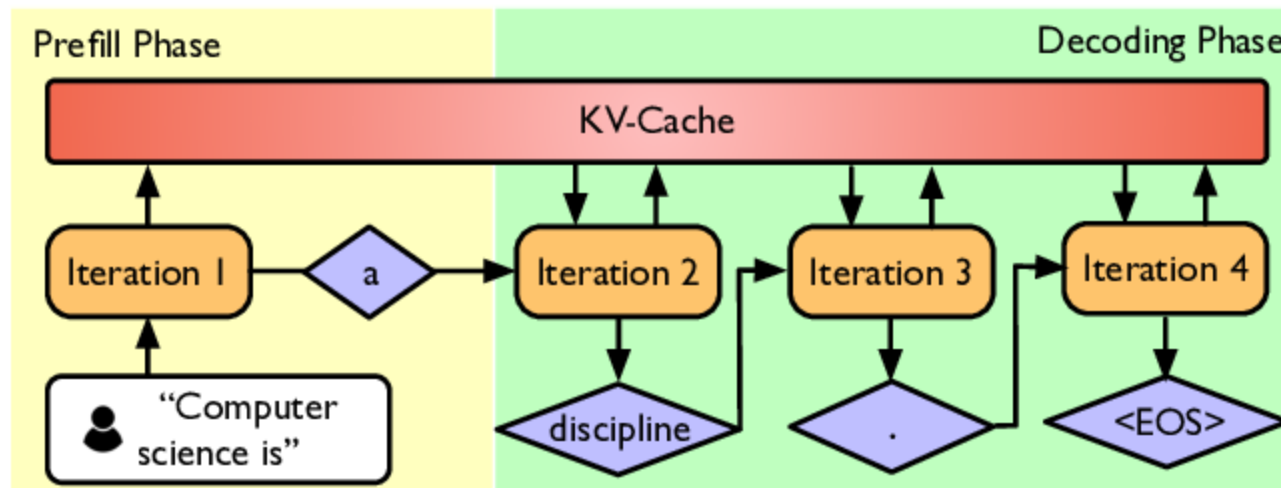 Prefill Phase
Decoding Phase
KV-Cache
Iteration 1
a
Iteration 2
Iteration 3
Iteration 4
“Computer
science is”
discipline
.
<EOS>